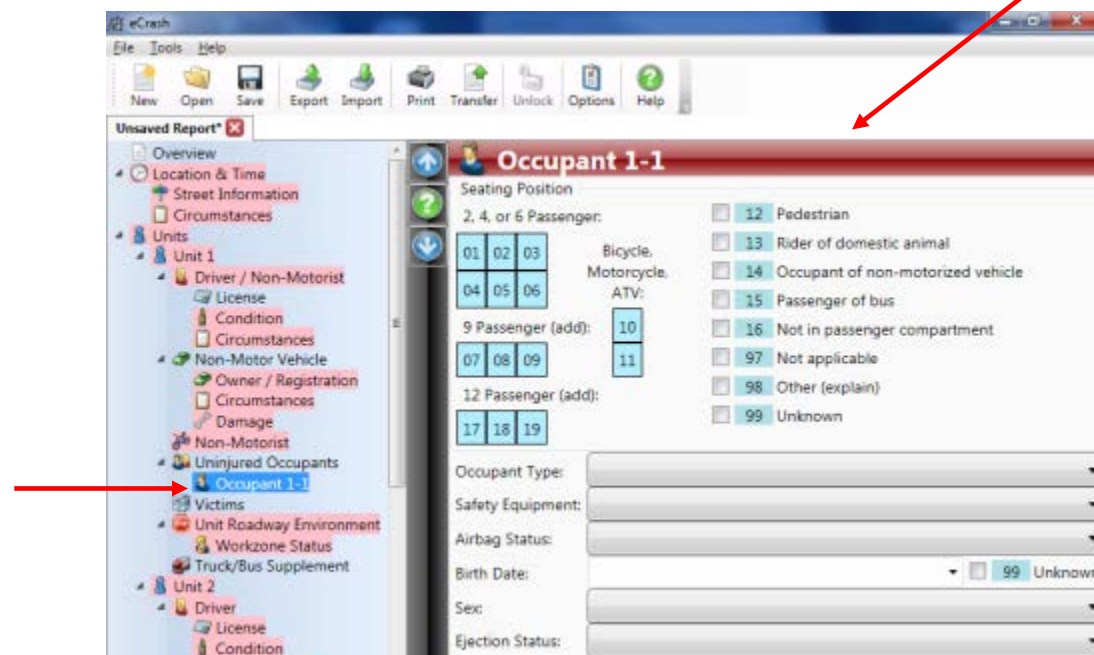 eCrash
File Tools Help
New Open Save Export Import Print Transfer Unlock Options Help
Unsaved Report*
Overview
Location & Time
Street Information
Circumstances
Units
Unit 1
Driver / Non-Motorist
License
Condition
Circumstances
Non-Motor Vehicle
Owner / Registration
Circumstances
Damage
Non-Motorist
Uninjured Occupants
Occupant 1-1
Victims
Unit Roadway Environment
Workzone Status
Truck/Bus Supplement
Unit 2
Driver
License
Condition
Occupant 1-1
Seating Position
2, 4, or 6 Passenger:
01 02 03
04 05 06
Bicycle,
Motorcycle,
ATV:
10
11
9 Passenger (add):
07 08 09
12 Passenger (add):
17 18 19
12 Pedestrian
13 Rider of domestic animal
14 Occupant of non-motorized vehicle
15 Passenger of bus
16 Not in passenger compartment
97 Not applicable
98 Other (explain)
99 Unknown
Occupant Type:
Safety Equipment:
Airbag Status:
Birth Date: 99 Unknown
Sex:
Ejection Status: